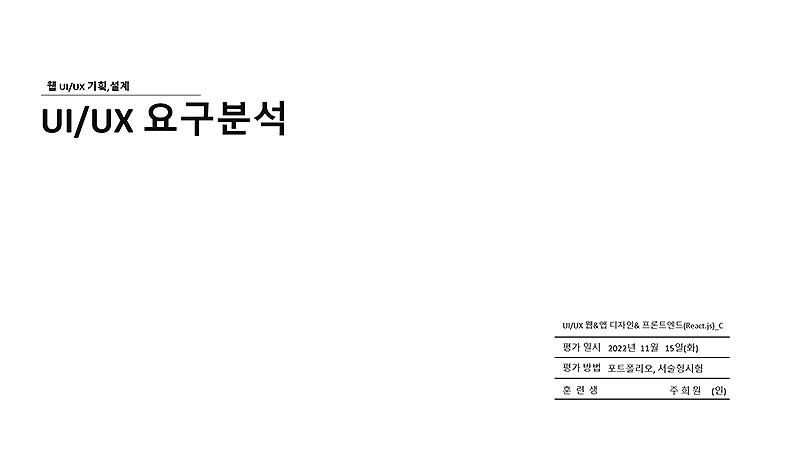 웹 UI/UX 기획,설계
UI/UX 요구분석
UI/UX 웹&앱 디자인& 프론트엔드(React.js)_C
평가 일시 2022년 11월 15일(화)
평가 방법 포트폴리오, 서술형시험
훈 련 생 주 희 원 (인)